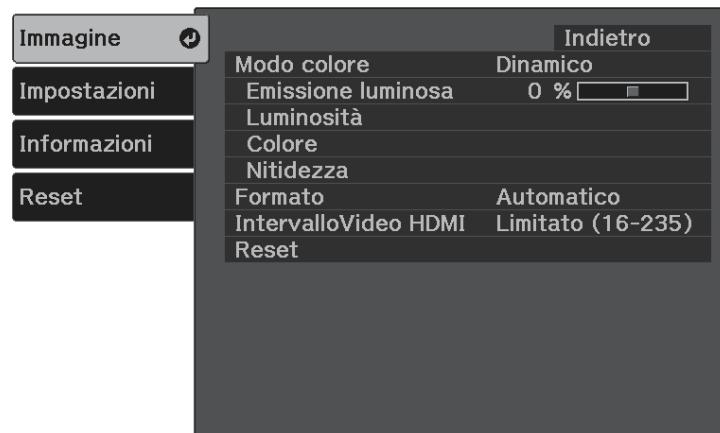 Immagine
Impostazioni
Informazioni
Reset
Indietro
Modo colore Dinamico
Emissione luminosa 0 %
Luminosità
Colore
Nitidezza
Formato Automatico
IntervalloVideo HDMI Limitato (16-235)
Reset